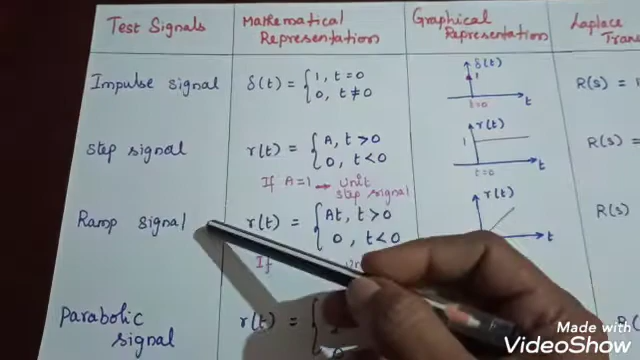 Test Signals
Mathematical Representation
Graphical Representation
Laplace Trans
Impulse signal
δ(t) = { 1, t=0
0, t≠0
δ(t)
1
t=0
t
R(s) = 1
Step signal
r(t) = { A, t>0
0, t<0
If A=1 → Unit step signal
r(t)
1
t=0
t
R(s) =
Ramp signal
r(t) = { At, t>0
0, t<0
If
r(t)
t
R(s)
Parabolic signal
r(t) = {
Made with
VideoShow